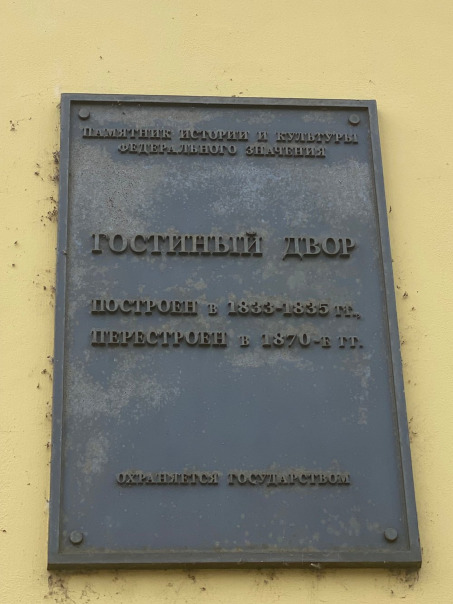 ПАМЯТНИК ИСТОРИИ И КУЛЬТУРЫ
ФЕДЕРАЛЬНОГО ЗНАЧЕНИЯ
ГОСТИНЫЙ ДВОР
ПОСТРОЕН в 1833-1835 гг.,
ПЕРЕСТРОЕН в 1870-е гг.
ОХРАНЯЕТСЯ ГОСУДАРСТВОМ